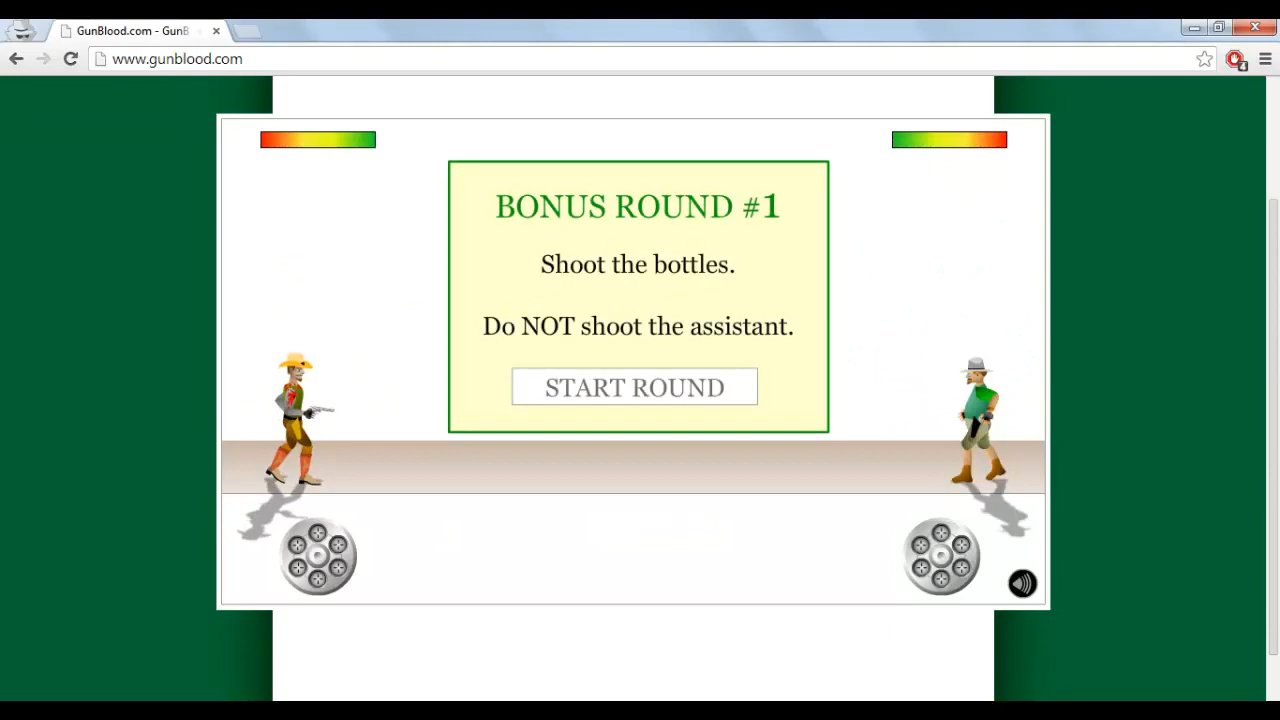 GunBlood.com - GunB
www.gunblood.com
4
BONUS ROUND #1
Shoot the bottles.
Do NOT shoot the assistant.
START ROUND